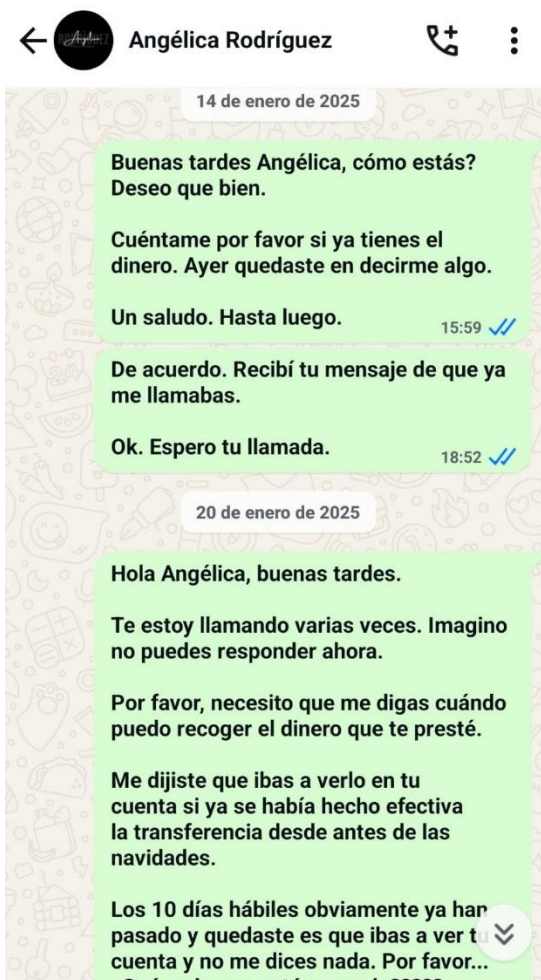 Angélica Rodríguez
14 de enero de 2025
Buenas tardes Angélica, cómo estás?
Deseo que bien.
Cuéntame por favor si ya tienes el
dinero. Ayer quedaste en decirme algo.
Un saludo. Hasta luego.
15:59
De acuerdo. Recibí tu mensaje de que ya
me llamabas.
Ok. Espero tu llamada.
18:52
20 de enero de 2025
Hola Angélica, buenas tardes.
Te estoy llamando varias veces. Imagino
no puedes responder ahora.
Por favor, necesito que me digas cuándo
puedo recoger el dinero que te presté.
Me dijiste que ibas a verlo en tu
cuenta si ya se había hecho efectiva
la transferencia desde antes de las
navidades.
Los 10 días hábiles obviamente ya han
pasado y quedaste es que ibas a ver tu
cuenta y no me dices nada. Por favor...